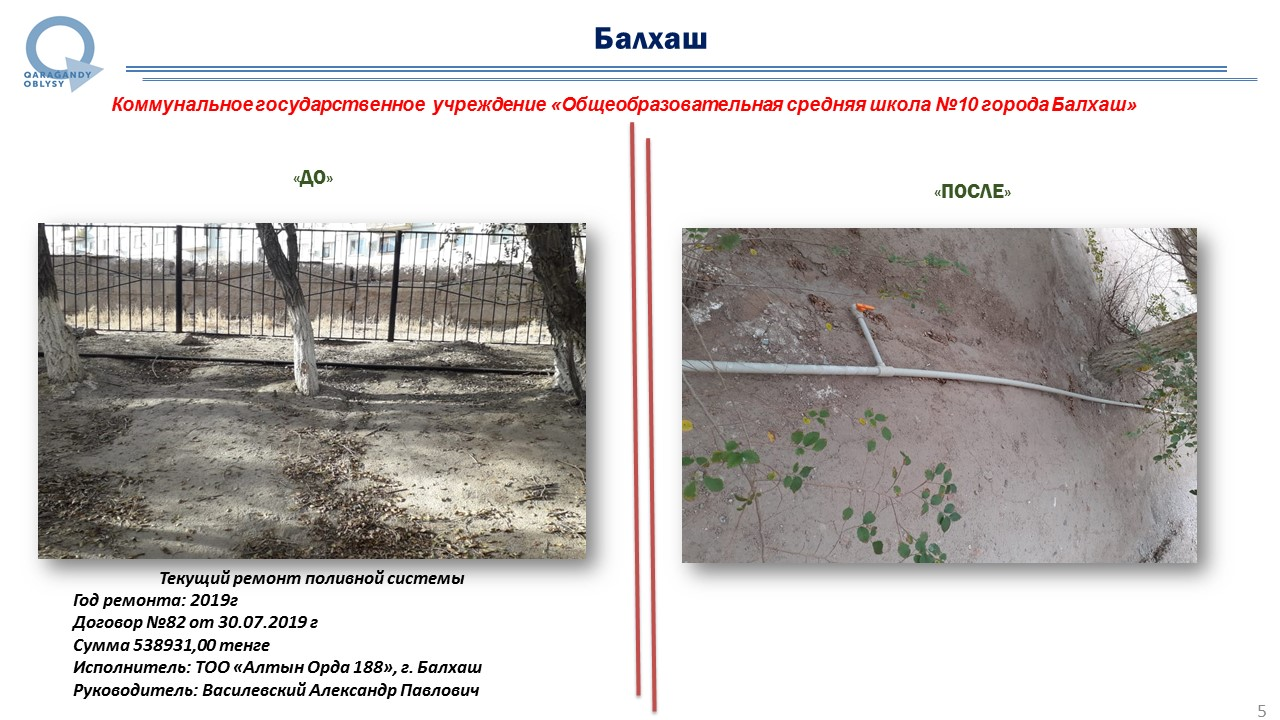 Балхаш
QARAǴANDY
OBLYSY
Коммунальное государственное учреждение «Общеобразовательная средняя школа №10 города Балхаш»
«ДО»
«ПОСЛЕ»
Текущий ремонт поливной системы
Год ремонта: 2019г
Договор №82 от 30.07.2019 г
Сумма 538931,00 тенге
Исполнитель: ТОО «Алтын Орда 188», г. Балхаш
Руководитель: Василевский Александр Павлович
5